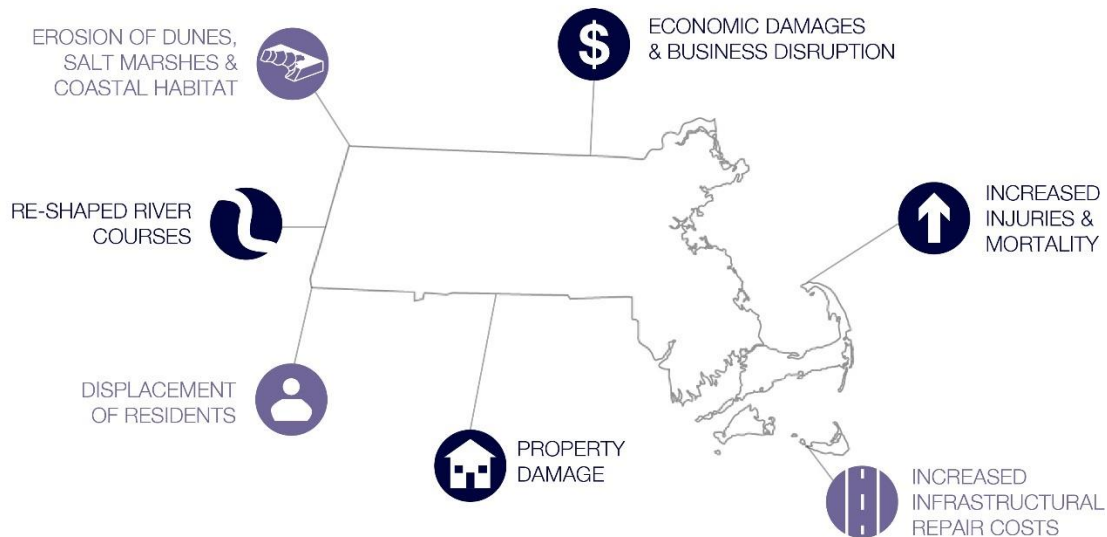 EROSION OF DUNES,
SALT MARSHES &
COASTAL HABITAT
ECONOMIC DAMAGES
& BUSINESS DISRUPTION
$
RE-SHAPED RIVER
COURSES
INCREASED
INJURIES &
MORTALITY
DISPLACEMENT
OF RESIDENTS
PROPERTY
DAMAGE
INCREASED
INFRASTRUCTURAL
REPAIR COSTS